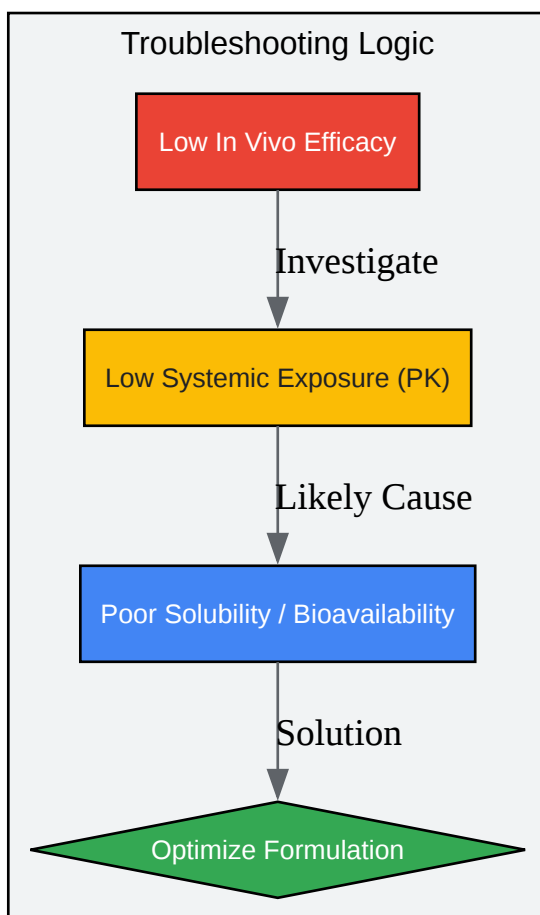 Troubleshooting Logic
Low In Vivo Efficacy
Investigate
Low Systemic Exposure (PK)
Likely Cause
Poor Solubility / Bioavailability
Solution
Optimize Formulation